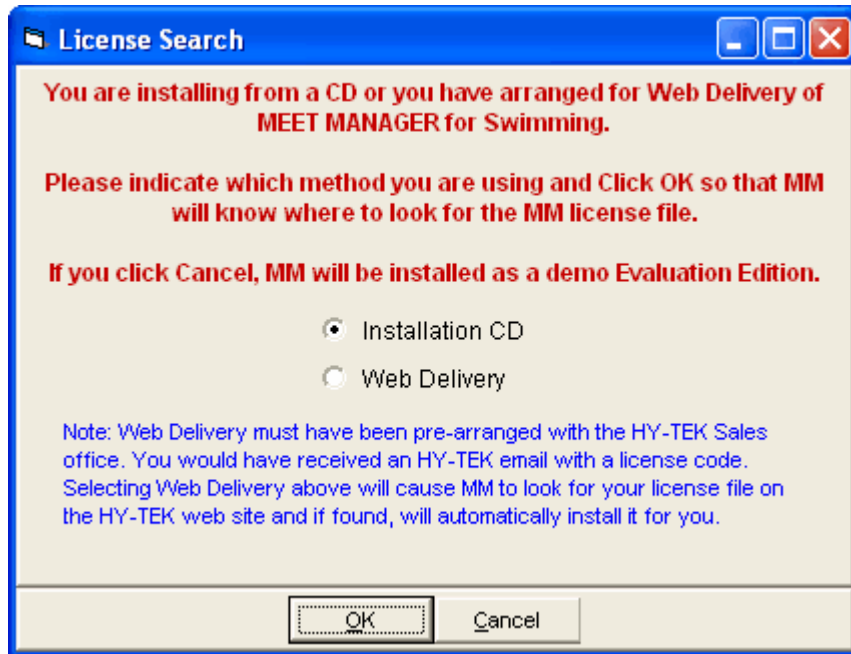 License Search
You are installing from a CD or you have arranged for Web Delivery of
MEET MANAGER for Swimming.
Please indicate which method you are using and Click OK so that MM
will know where to look for the MM license file.
If you click Cancel, MM will be installed as a demo Evaluation Edition.
Installation CD
Web Delivery
Note: Web Delivery must have been pre-arranged with the HY-TEK Sales
office. You would have received an HY-TEK email with a license code.
Selecting Web Delivery above will cause MM to look for your license file on
the HY-TEK web site and if found, will automatically install it for you.
OK Cancel